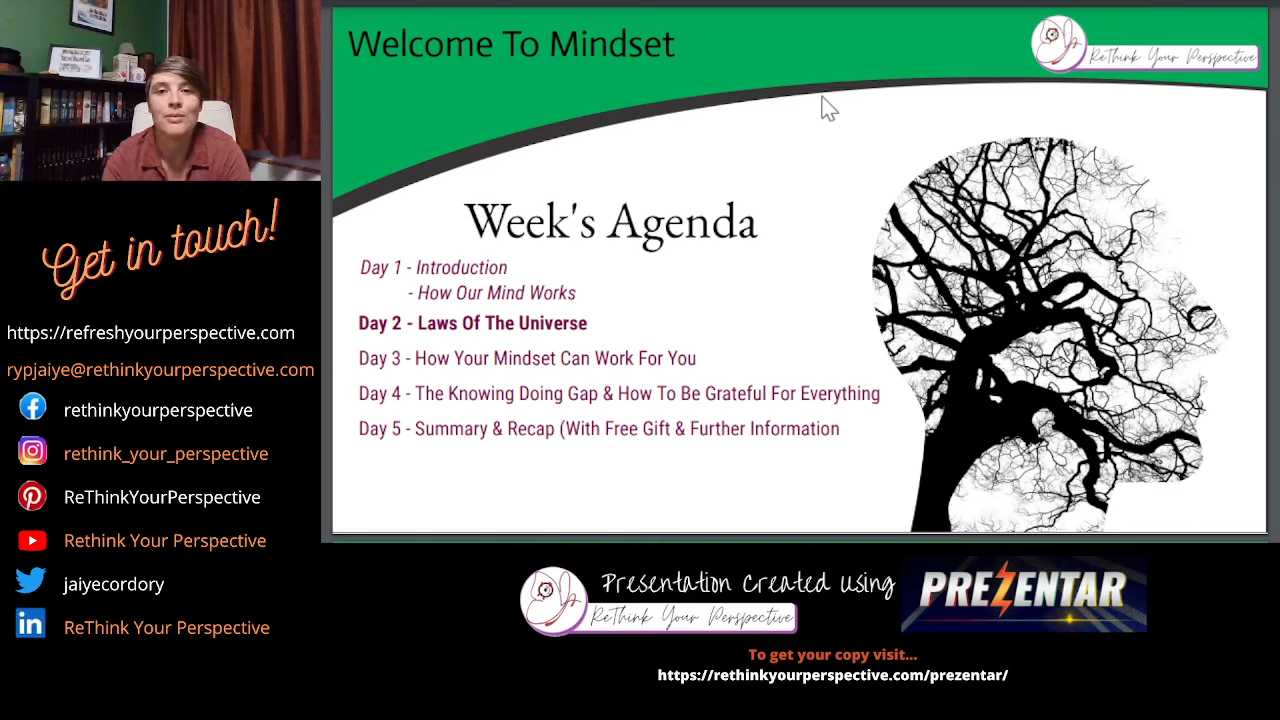 Welcome To Mindset
ReThink Your Perspective
Week's Agenda
Day 1 - Introduction
- How Our Mind Works
Day 2 - Laws Of The Universe
Day 3 - How Your Mindset Can Work For You
Day 4 - The Knowing Doing Gap & How To Be Grateful For Everything
Day 5 - Summary & Recap (With Free Gift & Further Information
Get in touch!
https://refreshyourperspective.com
rypjaiye@rethinkyourperspective.com
rethinkyourperspective
rethink_your_perspective
ReThinkYourPerspective
Rethink Your Perspective
jaiyecordory
in
ReThink Your Perspective
Presentation Created Using
ReThink Your Perspective
PREZENTAR
To get your copy visit...
https://rethinkyourperspective.com/prezentar/